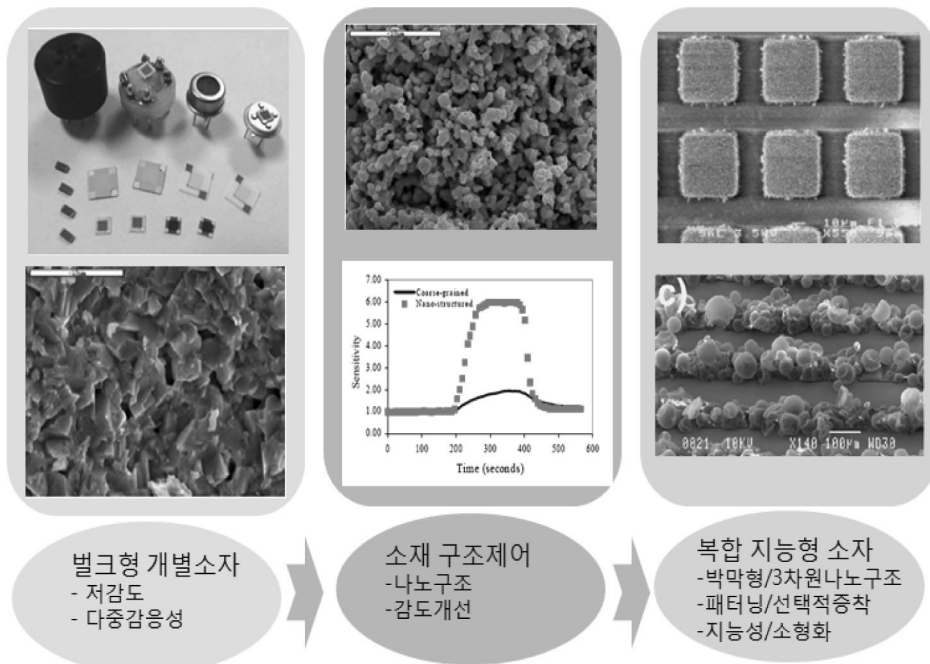 7.00
6.00
5.00
4.00
3.00
2.00
1.00
0.00
Sensitivity
Coarse-grained
Nano-structured
0 100 200 300 400 500 600
Time (seconds)
10µm
X550
c)
0021 10KV X140 100µm WD30
벌크형 개별소자
- 저감도
- 다중감응성
소재 구조제어
-나노구조
-감도개선
복합 지능형 소자
-박막형/3차원나노구조
-패터닝/선택적증착
-지능성/소형화